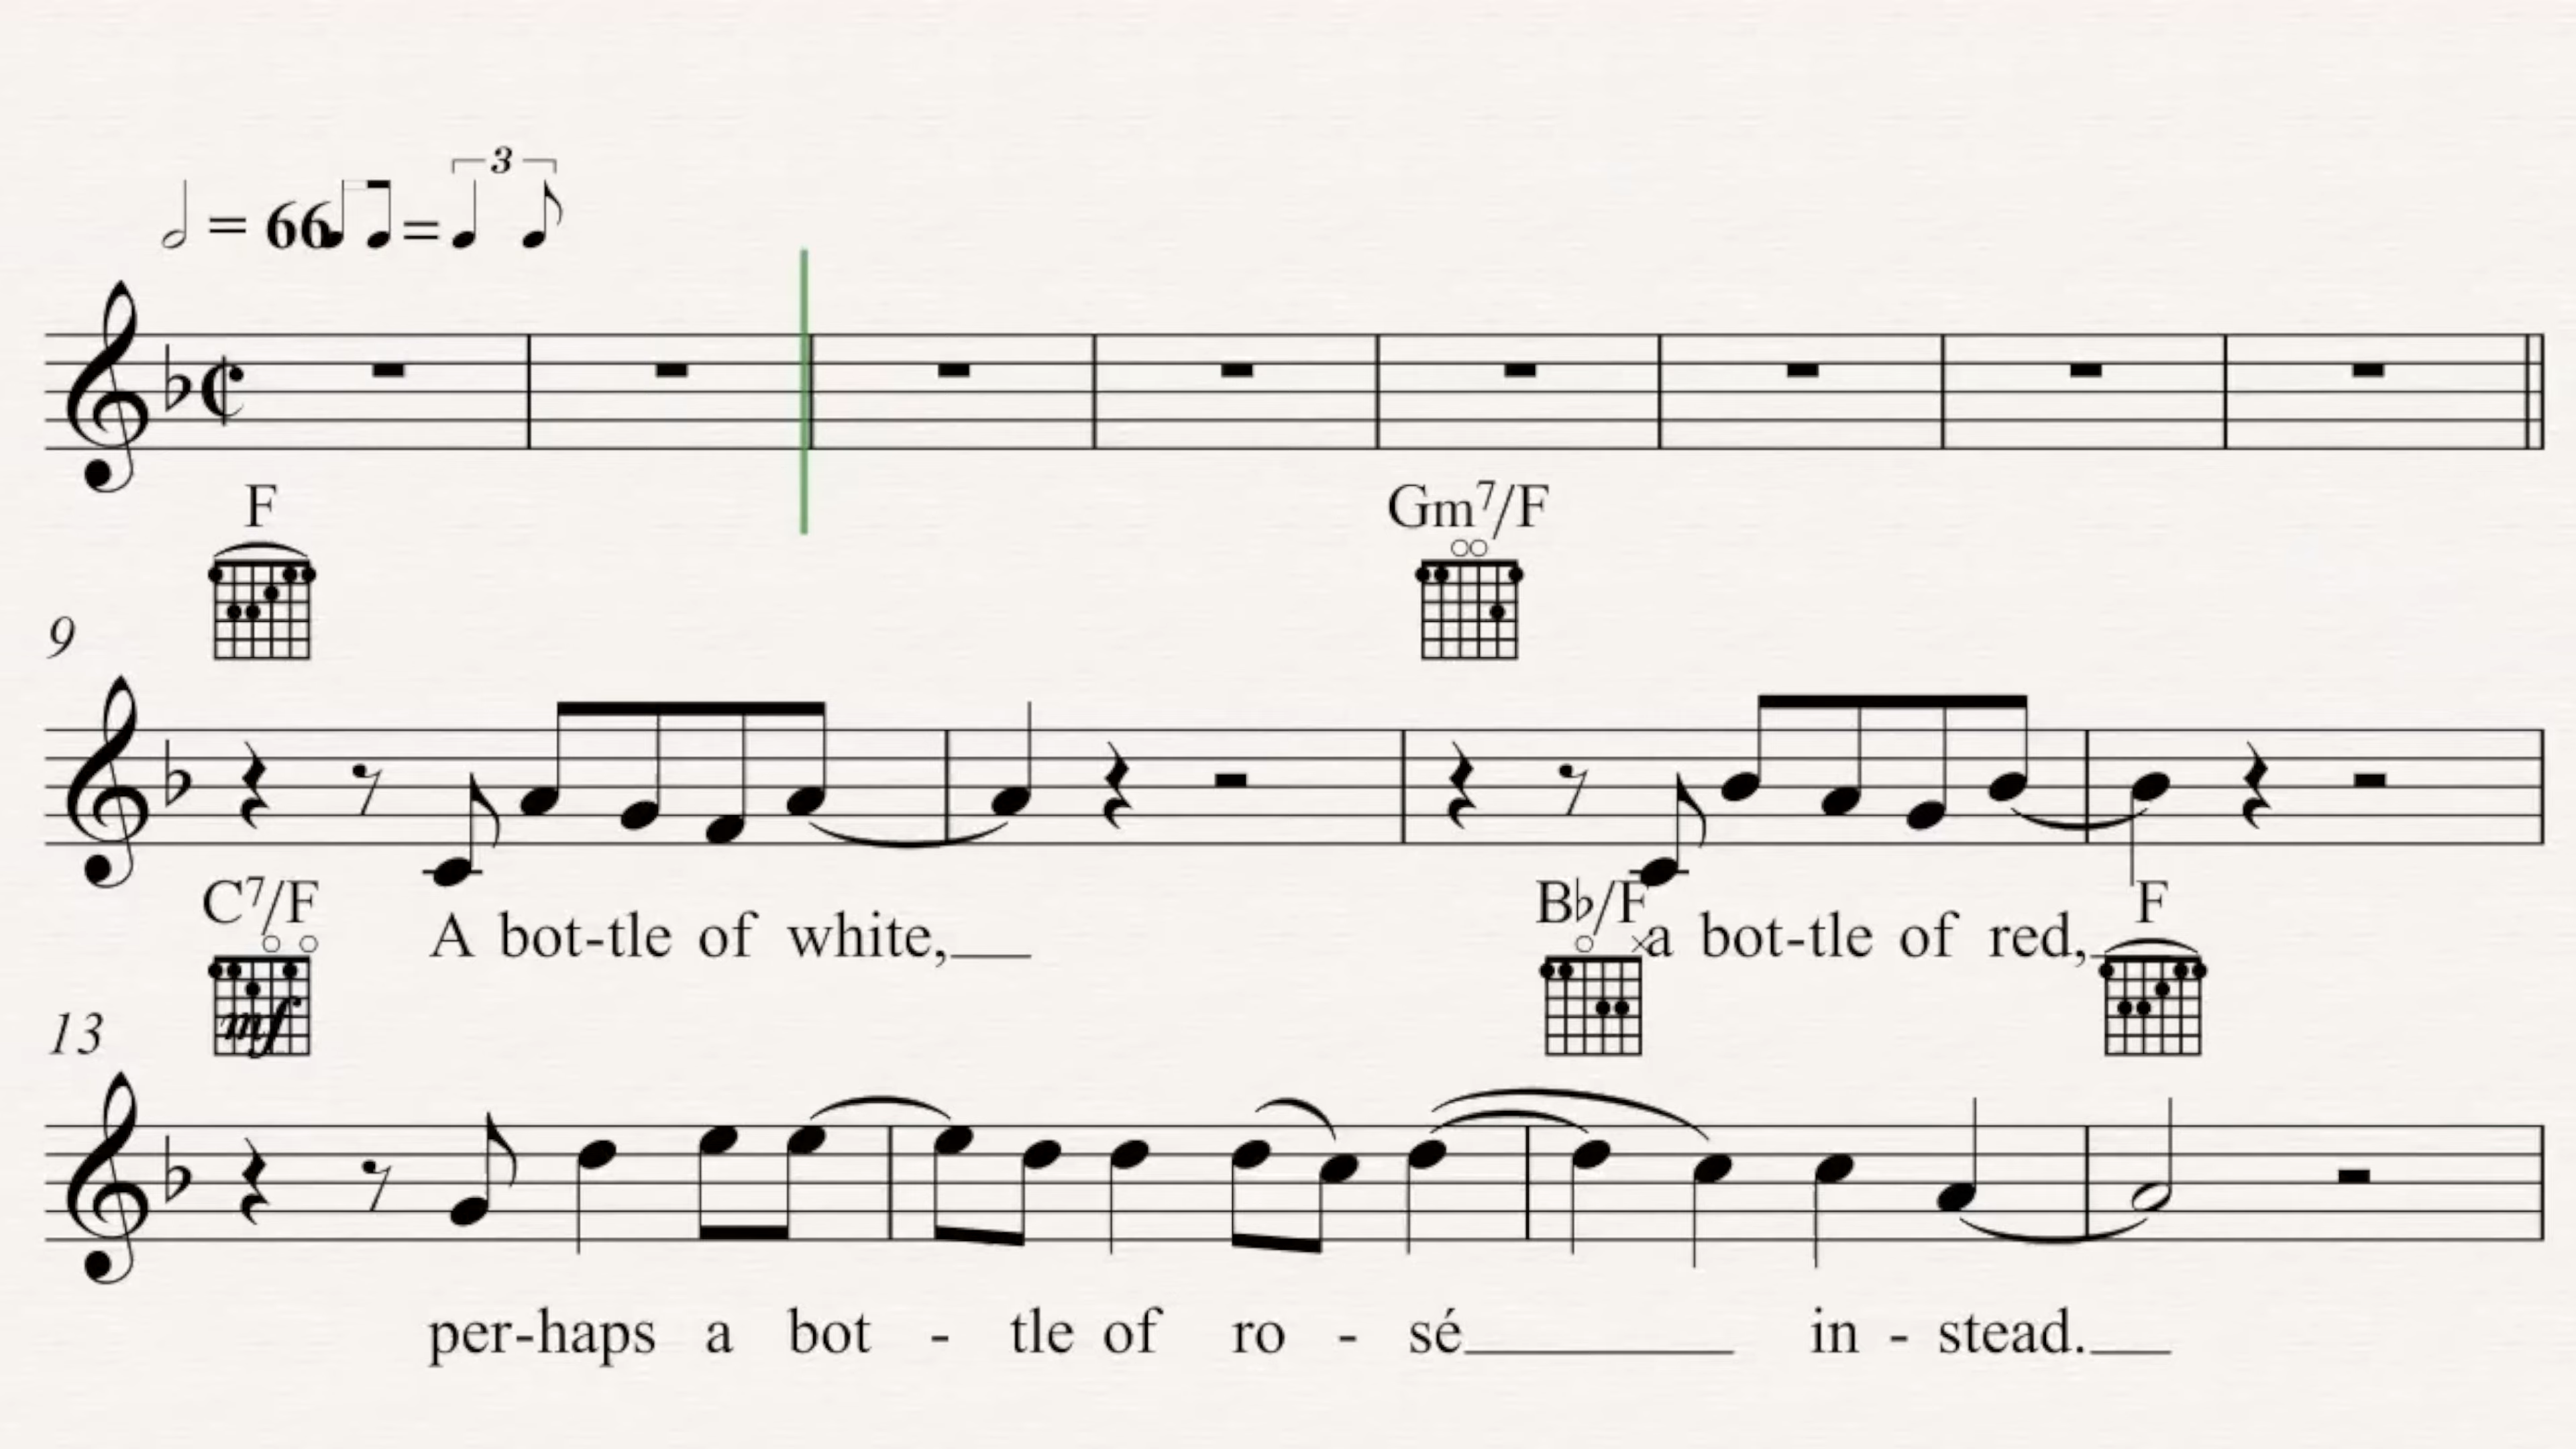 = 66 = 3
F Gm7/F
9
A bot-tle of white, a bot-tle of red,
C7/F B♭/F F
mf
13
per-haps a bot - tle of ro - sé in - stead.